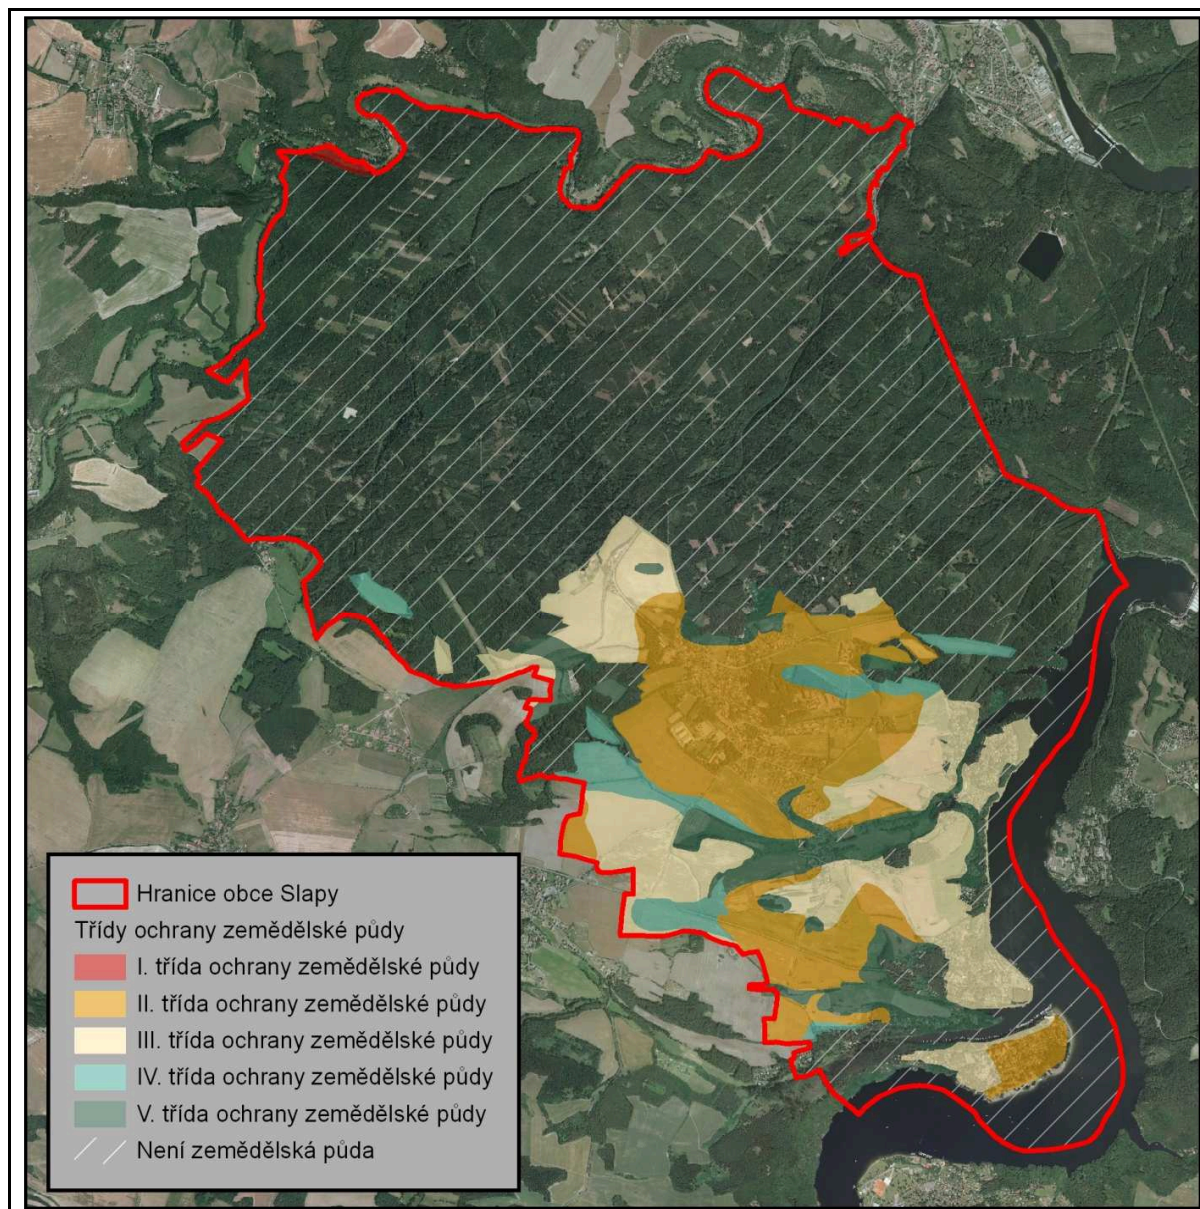 Hranice obce Slapy
Třídy ochrany zemědělské půdy
I. třída ochrany zemědělské půdy
II. třída ochrany zemědělské půdy
III. třída ochrany zemědělské půdy
IV. třída ochrany zemědělské půdy
V. třída ochrany zemědělské půdy
Není zemědělská půda